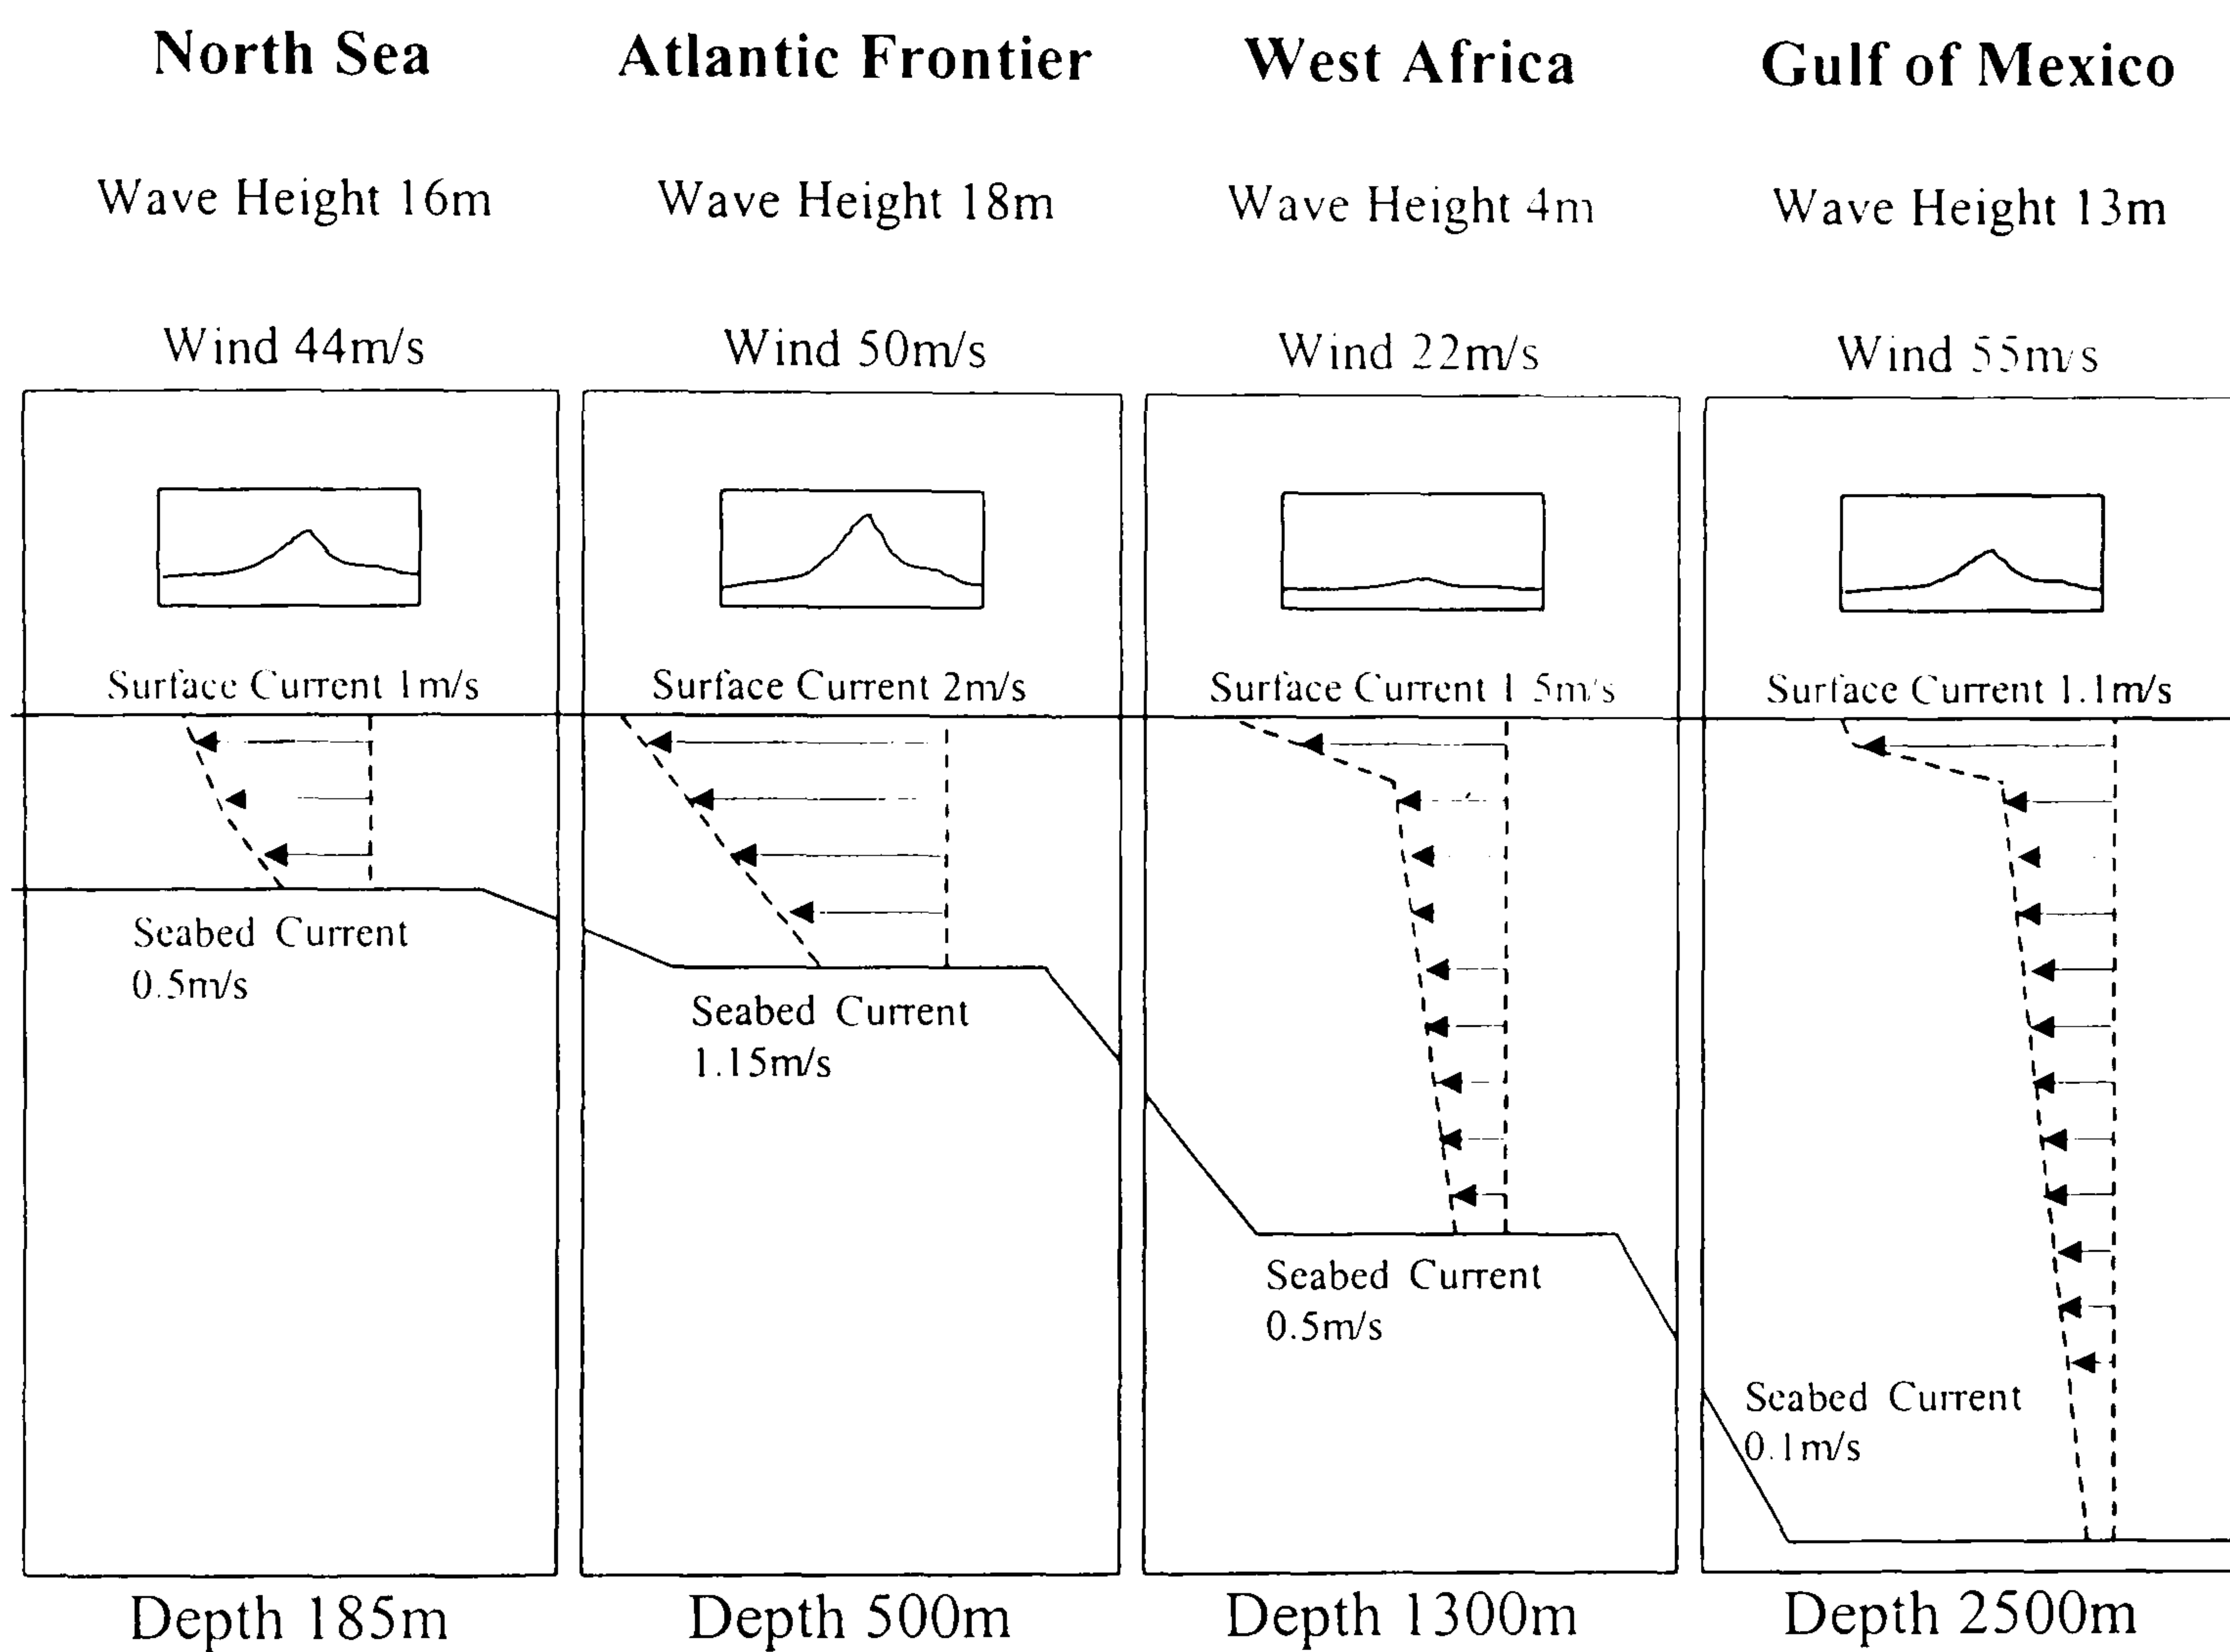 North Sea
Wave Height 16m
Wind 44m/s
Surface Current 1m/s
Seabed Current
0.5m/s
Depth 185m
Atlantic Frontier
Wave Height 18m
Wind 50m/s
Surface Current 2m/s
Seabed Current
1.15m/s
Depth 500m
West Africa
Wave Height 4m
Wind 22m/s
Surface Current 1 5m/s
Seabed Current
0.5m/s
Depth 1300m
Gulf of Mexico
Wave Height 13m
Wind 55m/s
Surface Current 1.1m/s
Seabed Current
0.1m/s
Depth 2500m